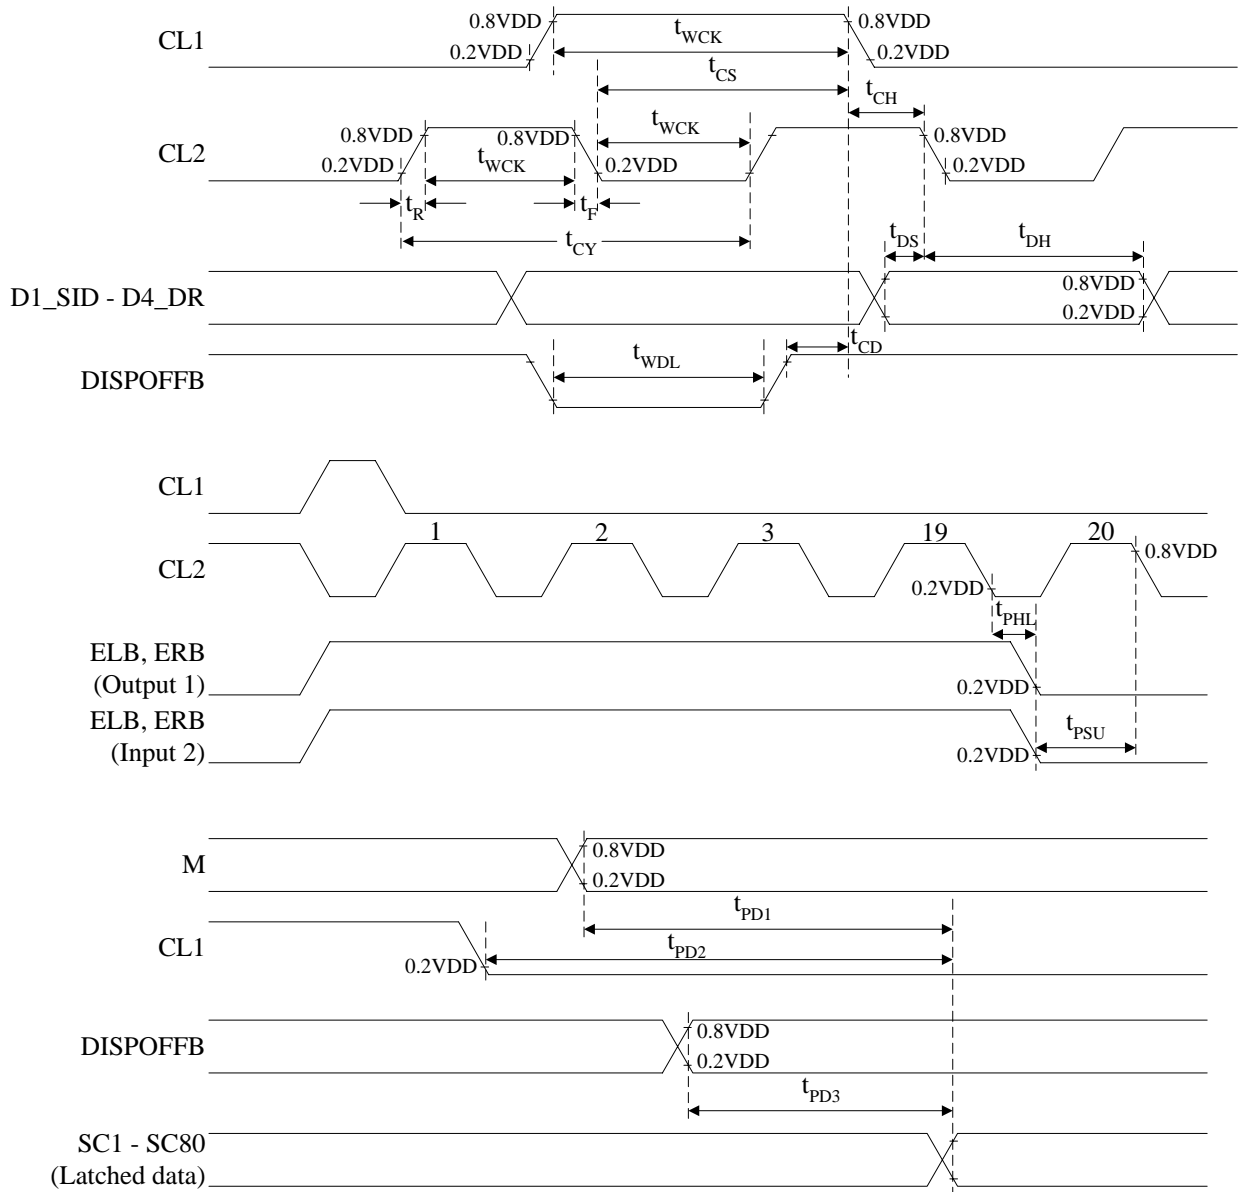 CL1
0.8VDD
0.2VDD
tWCK
0.8VDD
0.2VDD
tCS
tCH
CL2
0.8VDD
0.2VDD
tWCK
0.8VDD
0.2VDD
tWCK
0.8VDD
0.2VDD
tR
tF
tCY
tDS
tDH
D1_SID - D4_DR
0.8VDD
0.2VDD
tCD
DISPOFFB
tWDL
CL1
1
2
3
19
20
CL2
0.8VDD
0.2VDD
tPHL
ELB, ERB
(Output 1)
0.2VDD
ELB, ERB
(Input 2)
0.2VDD
tPSU
M
0.8VDD
0.2VDD
tPD1
CL1
0.2VDD
tPD2
DISPOFFB
0.8VDD
0.2VDD
tPD3
SC1 - SC80
(Latched data)